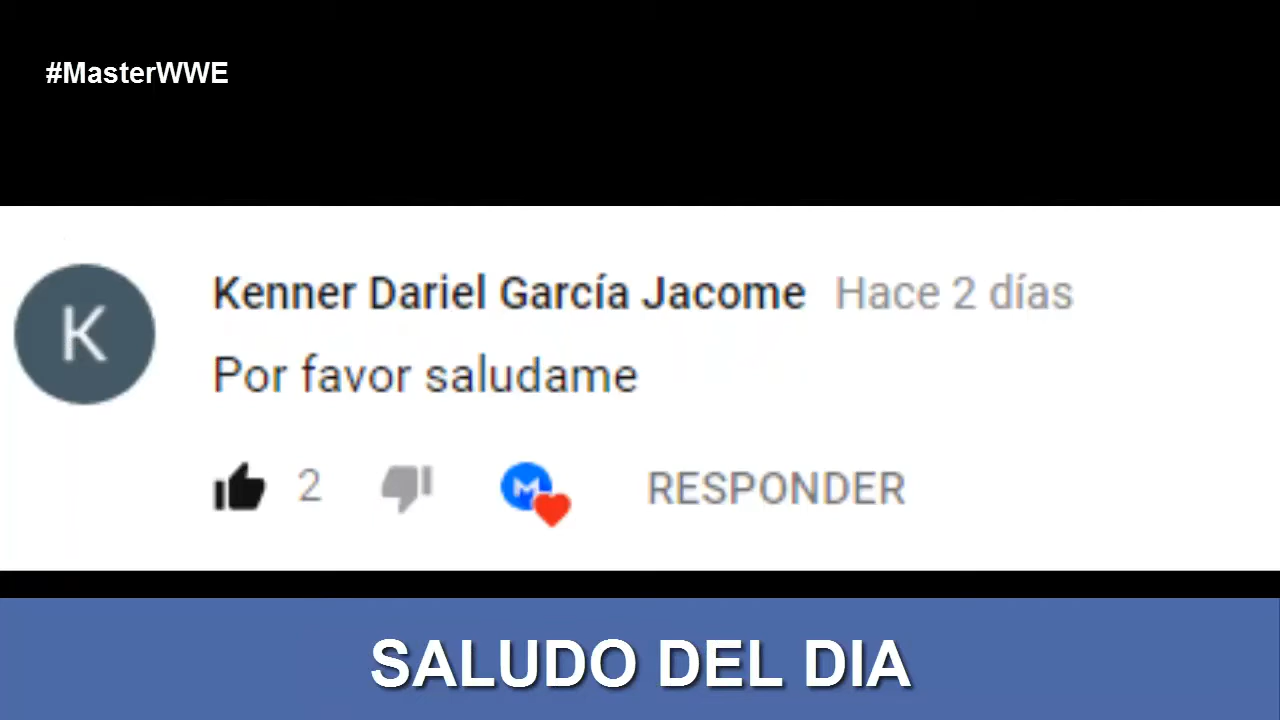 #MasterWWE
K
Kenner Dariel García Jacome Hace 2 días
Por favor saludame
2 M RESPONDER
SALUDO DEL DIA